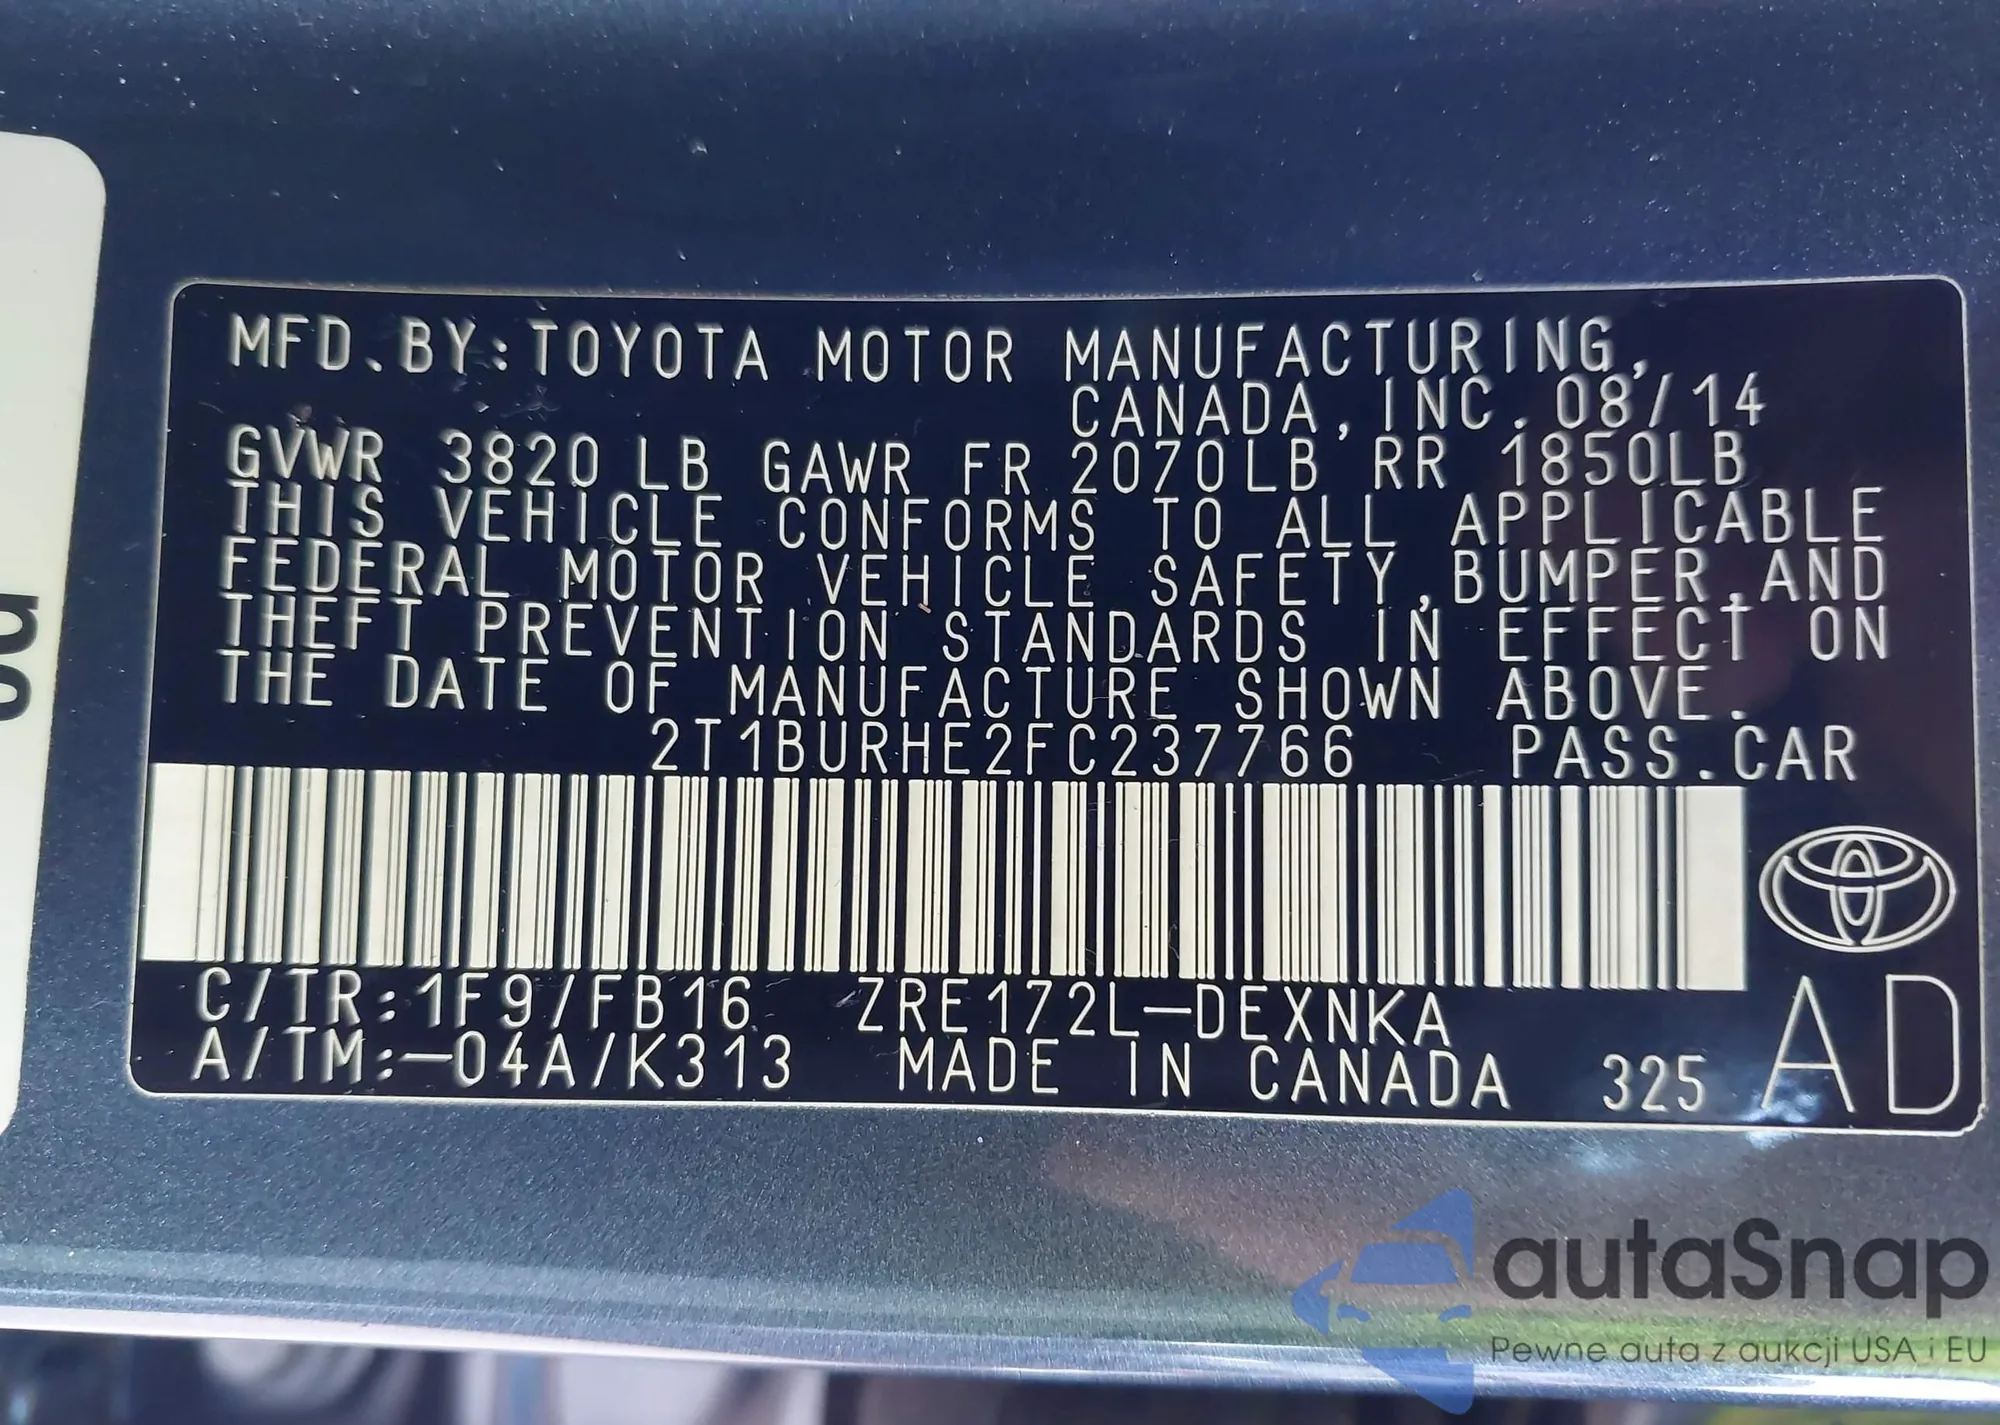 MFD.BY:TOYOTA MOTOR MANUFACTURING,
CANADA,INC.08/14
GVWR 3820 LB GAWR FR 2070LB RR 1850LB
THIS VEHICLE CONFORMS TO ALL APPLICABLE
FEDERAL MOTOR VEHICLE SAFETY,BUMPER,AND
THEFT PREVENTION STANDARDS IN EFFECT ON
THE DATE OF MANUFACTURE SHOWN ABOVE.
2T1BURHE2FC237766 PASS.CAR
C/TR:1F9/FB16 ZRE172L-DEXNKA
A/TM:-04A/K313 MADE IN CANADA 325 AD
autaSnap
Pewne auta z aukcji USA i EU